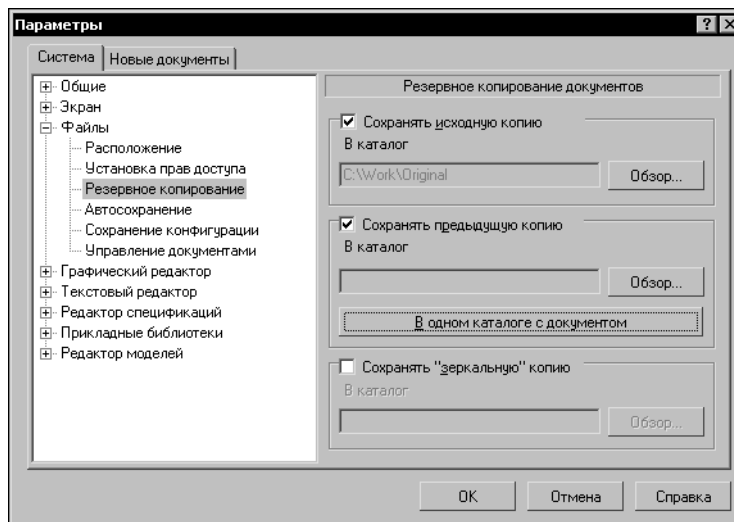 Параметры
Система
Новые документы
Общие
Экран
Файлы
Расположение
Установка прав доступа
Резервное копирование
Автосохранение
Сохранение конфигурации
Управление документами
Графический редактор
Текстовый редактор
Редактор спецификаций
Прикладные библиотеки
Редактор моделей
Резервное копирование документов
Сохранять исходную копию
В каталог
C:\Work\Original
Обзор...
Сохранять предыдущую копию
В каталог
Обзор...
В одном каталоге с документом
Сохранять "зеркальную" копию
В каталог
Обзор...
OK
Отмена
Справка